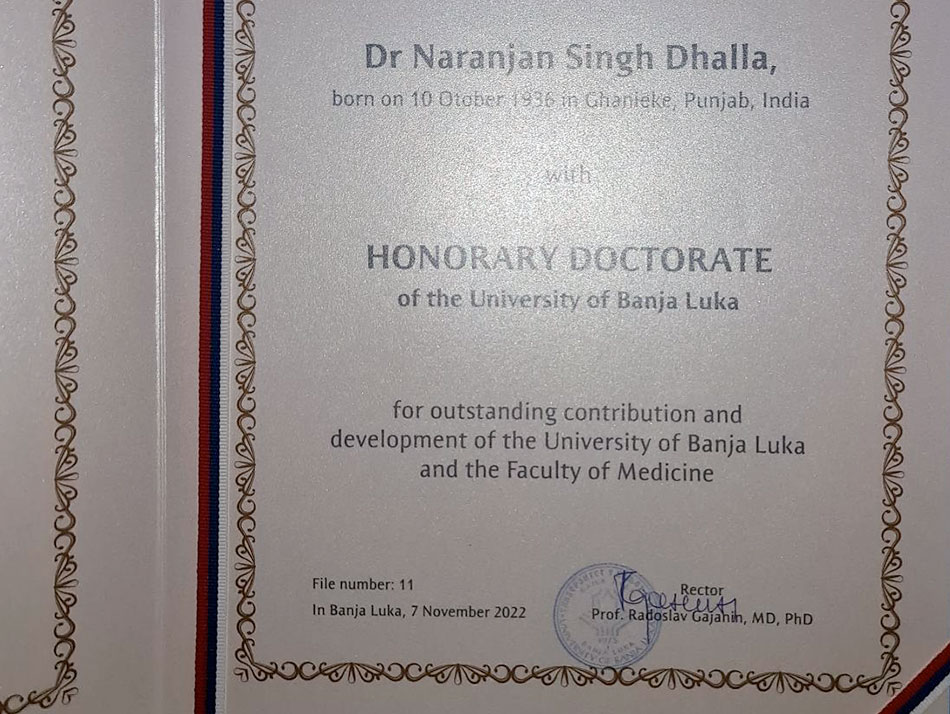 Dr Naranjan Singh Dhalla,
born on 10 Otober 1936 in Ghanieke, Punjab, India
with
HONORARY DOCTORATE
of the University of Banja Luka
for outstanding contribution and
development of the University of Banja Luka
and the Faculty of Medicine
File number: 11
In Banja Luka, 7 November 2022
Rector
Prof. Radoslav Gajanin, MD, PhD